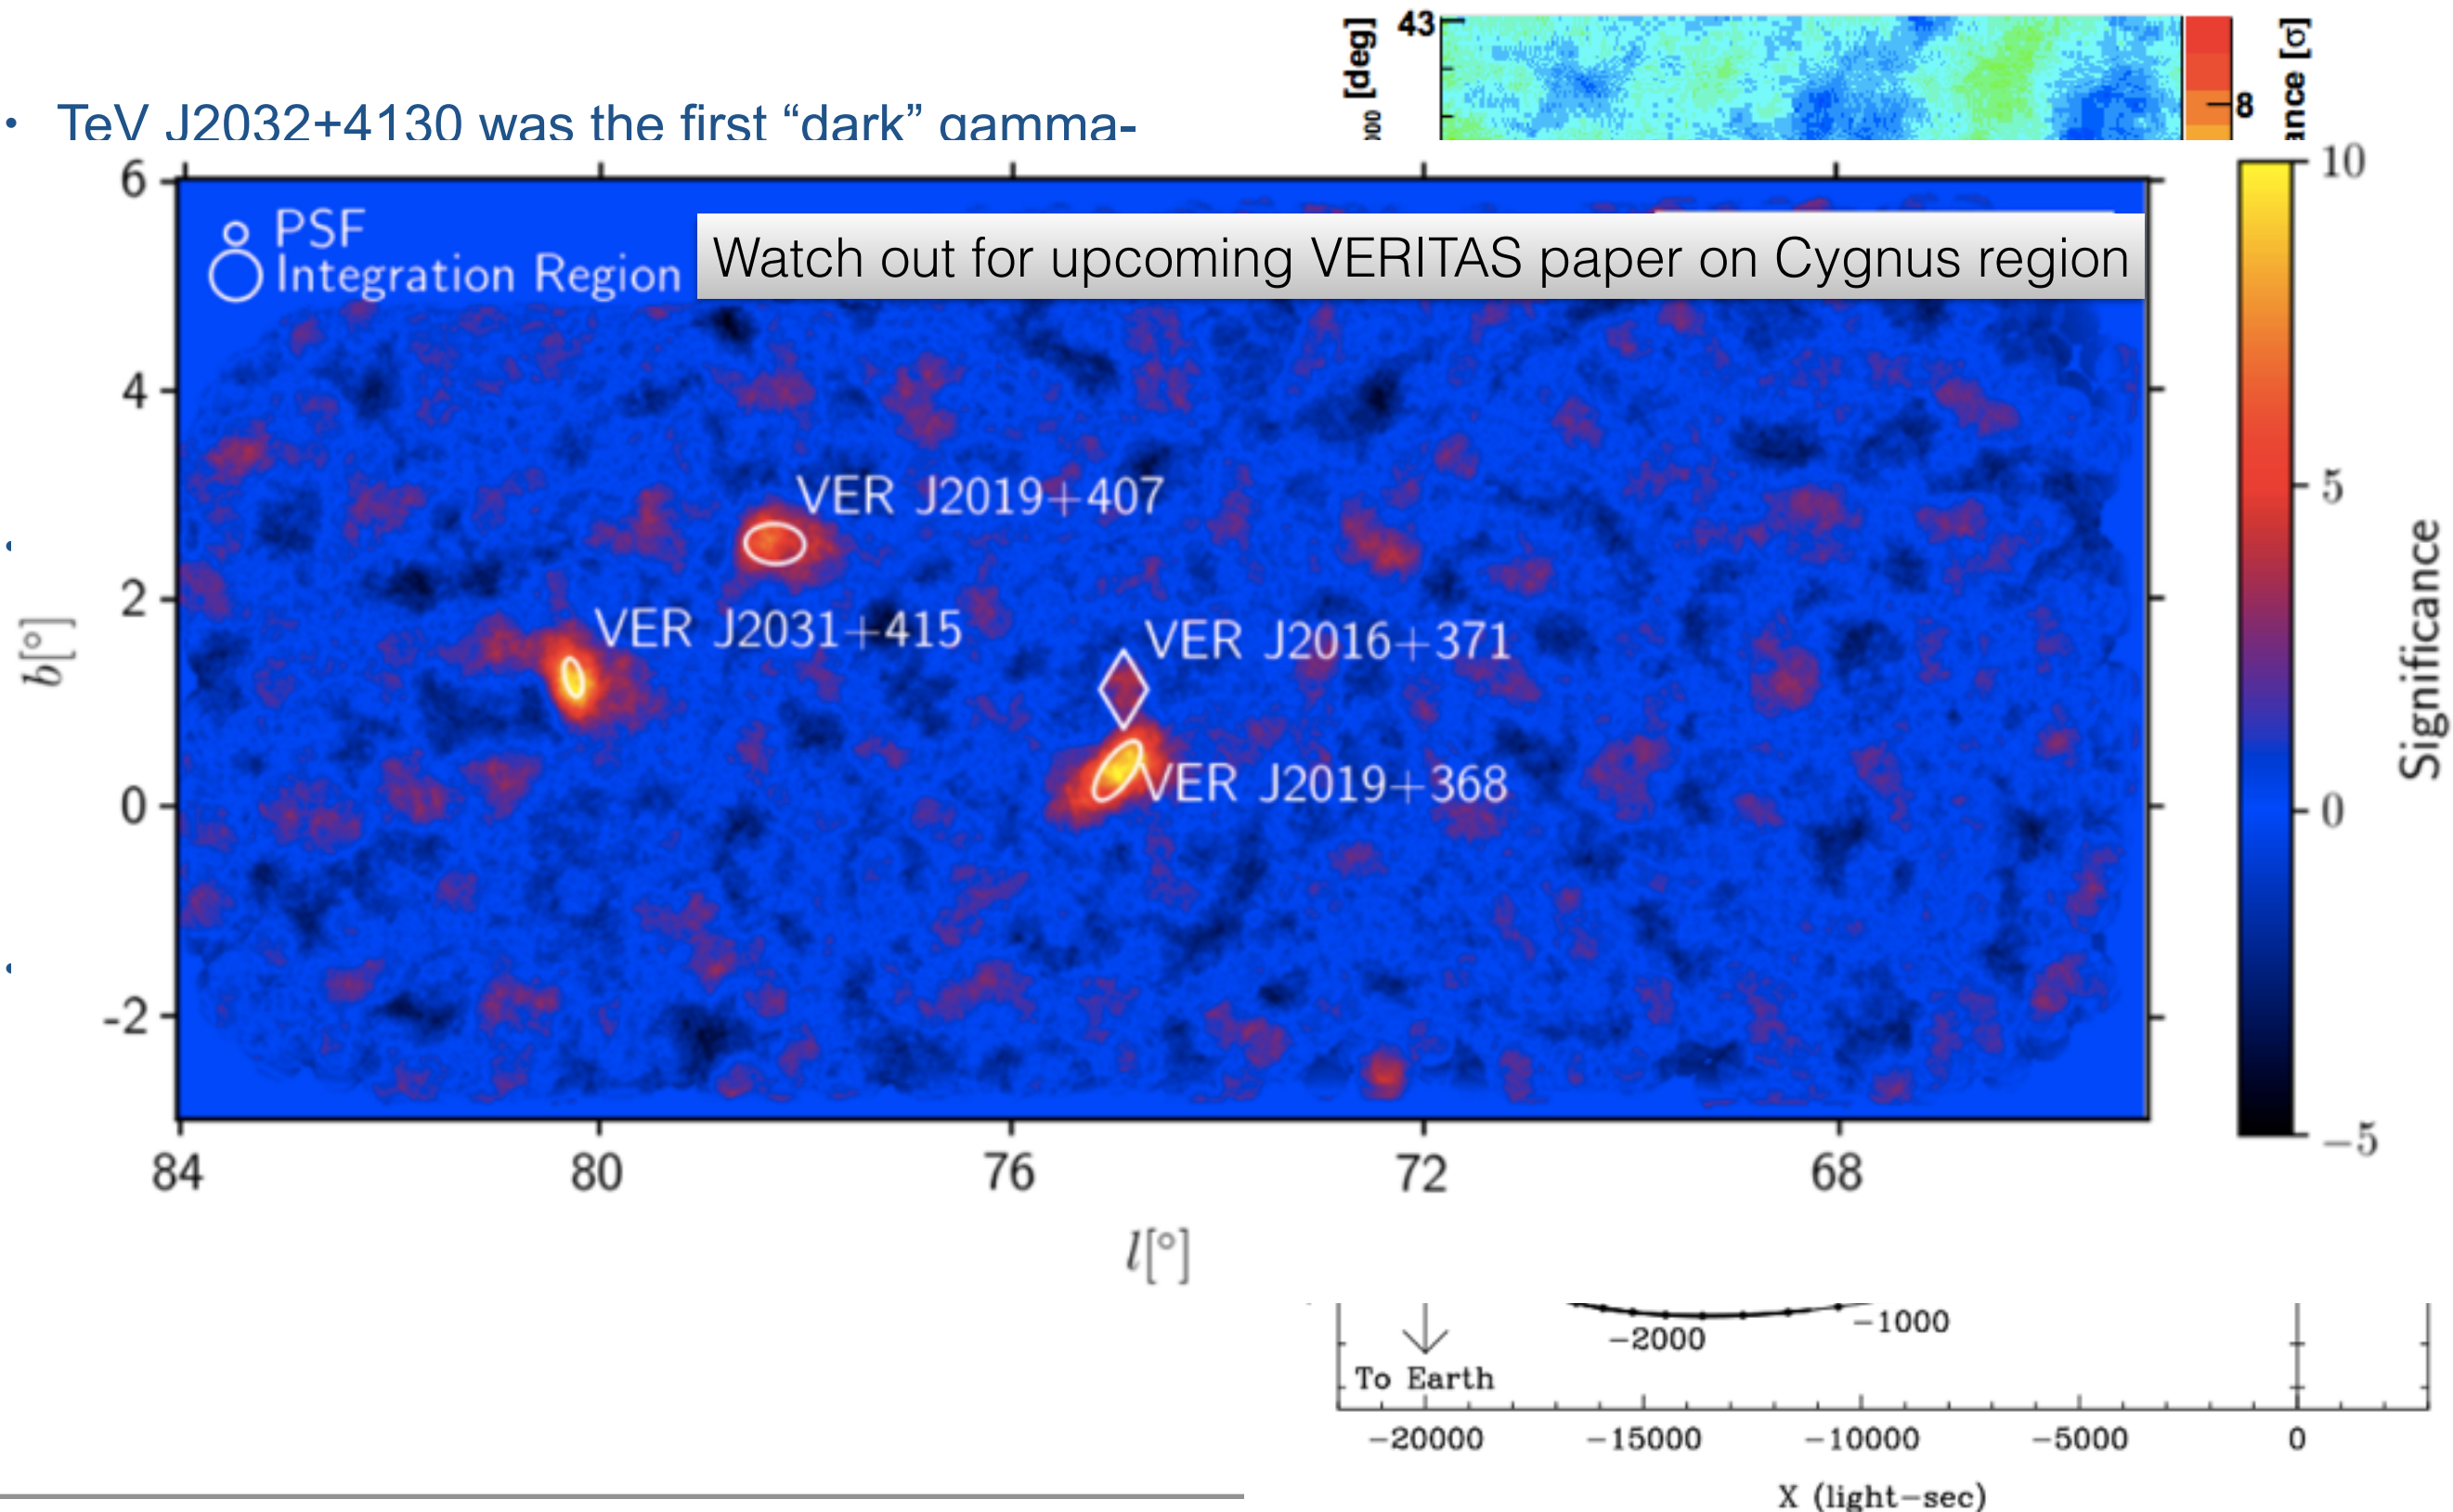 • TeV J2032+4130 was the first “dark” gamma-
43
[deg]
8
[σ]
6
4
2
0
-2
b[°]
PSF
Integration Region
Watch out for upcoming VERITAS paper on Cygnus region
VER J2019+407
VER J2031+415
VER J2016+371
VER J2019+368
10
5
0
−5
Significance
84 80 76 72 68
l[°]
−2000
−1000
To Earth
−20000 −15000 −10000 −5000 0
X (light−sec)